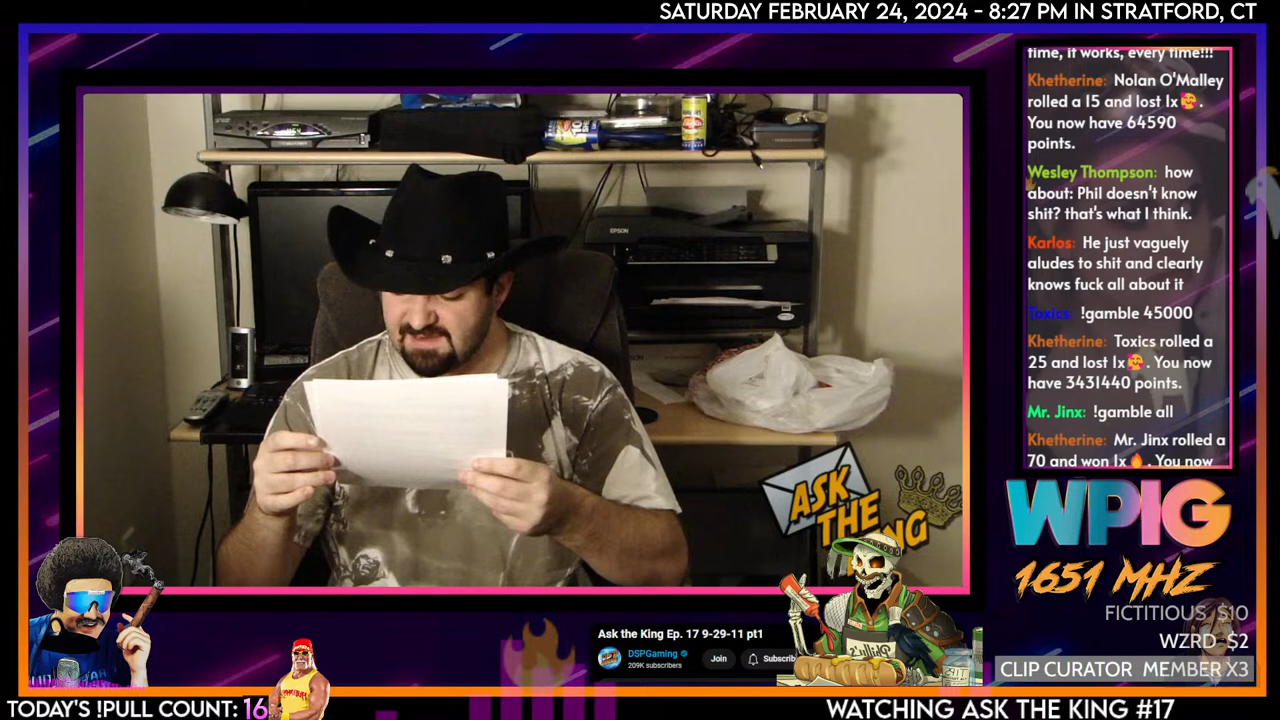 SATURDAY FEBRUARY 24, 2024 - 8:27 PM IN STRATFORD, CT
time, it works, every time!!!
Khetherine: Nolan O'Malley
rolled a 15 and lost 1x🥰.
You now have 64590
points.
Wesley Thompson: how
about: Phil doesn't know
shit? that's what I think.
Karlos: He just vaguely
aludes to shit and clearly
knows fuck all about it
Toxics: !gamble 45000
Khetherine: Toxics rolled a
25 and lost 1x🥰. You now
have 3431440 points.
Mr. Jinx: !gamble all
Khetherine: Mr. Jinx rolled a
70 and won 1x🔥. You now
EPSON
ASK
THE
NG
WPIG
1651 MHZ
FICTITIOUS $10
WZRD $2
CLIP CURATOR MEMBER X3
Ask the King Ep. 17 9-29-11 pt1
DSPGaming
209K subscribers
Join
Subscrib
TODAY'S !PULL COUNT: 16
WATCHING ASK THE KING #17